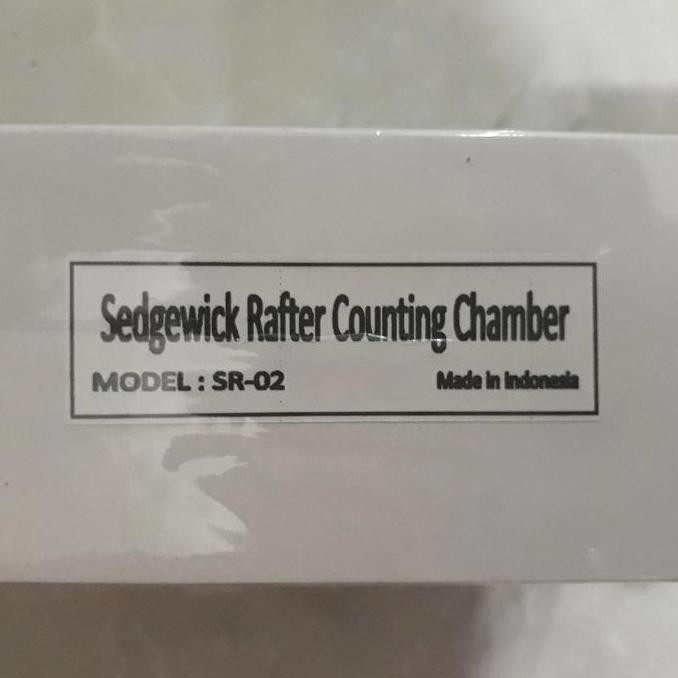 Sedgewick Rafter Counting Chamber
MODEL : SR-02 Made in Indonesia